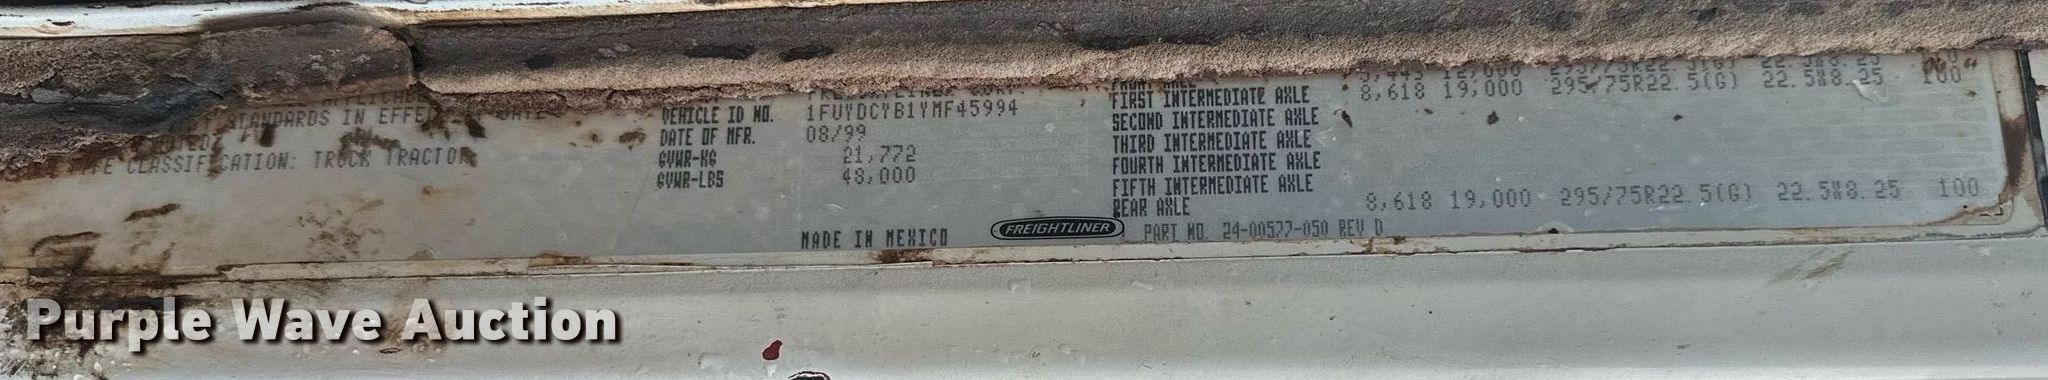 STANDARDS IN EFFECT
CLASSIFICATION: TRUCK TRACTOR
VEHICLE ID NO. 1FUYDCYB1YMF45994
DATE OF MFR. 08/99
GVWR-KG 21,772
GVWR-LBS 48,000
MADE IN MEXICO
FREIGHTLINER
FIRST INTERMEDIATE AXLE 8,618 19,000 295/75R22.5(G) 22.5X8.25 100
SECOND INTERMEDIATE AXLE
THIRD INTERMEDIATE AXLE
FOURTH INTERMEDIATE AXLE
FIFTH INTERMEDIATE AXLE
REAR AXLE 8,618 19,000 295/75R22.5(G) 22.5X8.25 100
PART NO. 24-00577-050 REV D
Purple Wave Auction